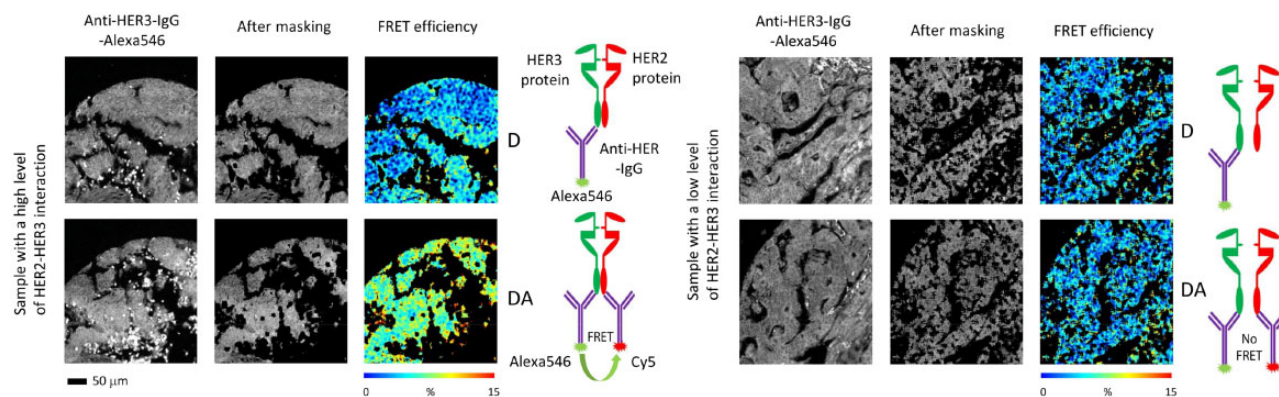 Anti-HER3-IgG
-Alexa546
After masking
FRET efficiency
Sample with a high level
of HER2-HER3 interaction
HER3
protein
HER2
protein
D
Anti-HER
-IgG
Alexa546
DA
FRET
Alexa546
Cy5
50 µm
0
%
15
Anti-HER3-IgG
-Alexa546
After masking
FRET efficiency
Sample with a low level
of HER2-HER3 interaction
D
DA
No
FRET
0
%
15